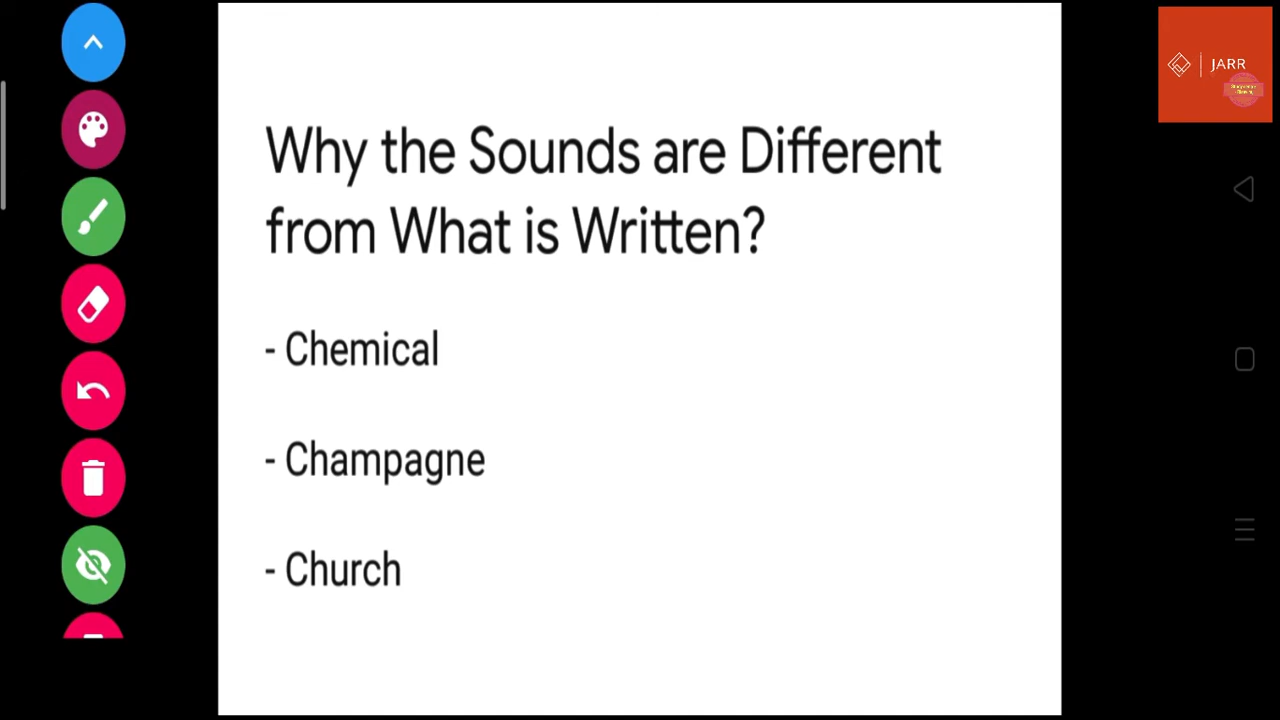 JARR
Why the Sounds are Different
from What is Written?
- Chemical
- Champagne
- Church